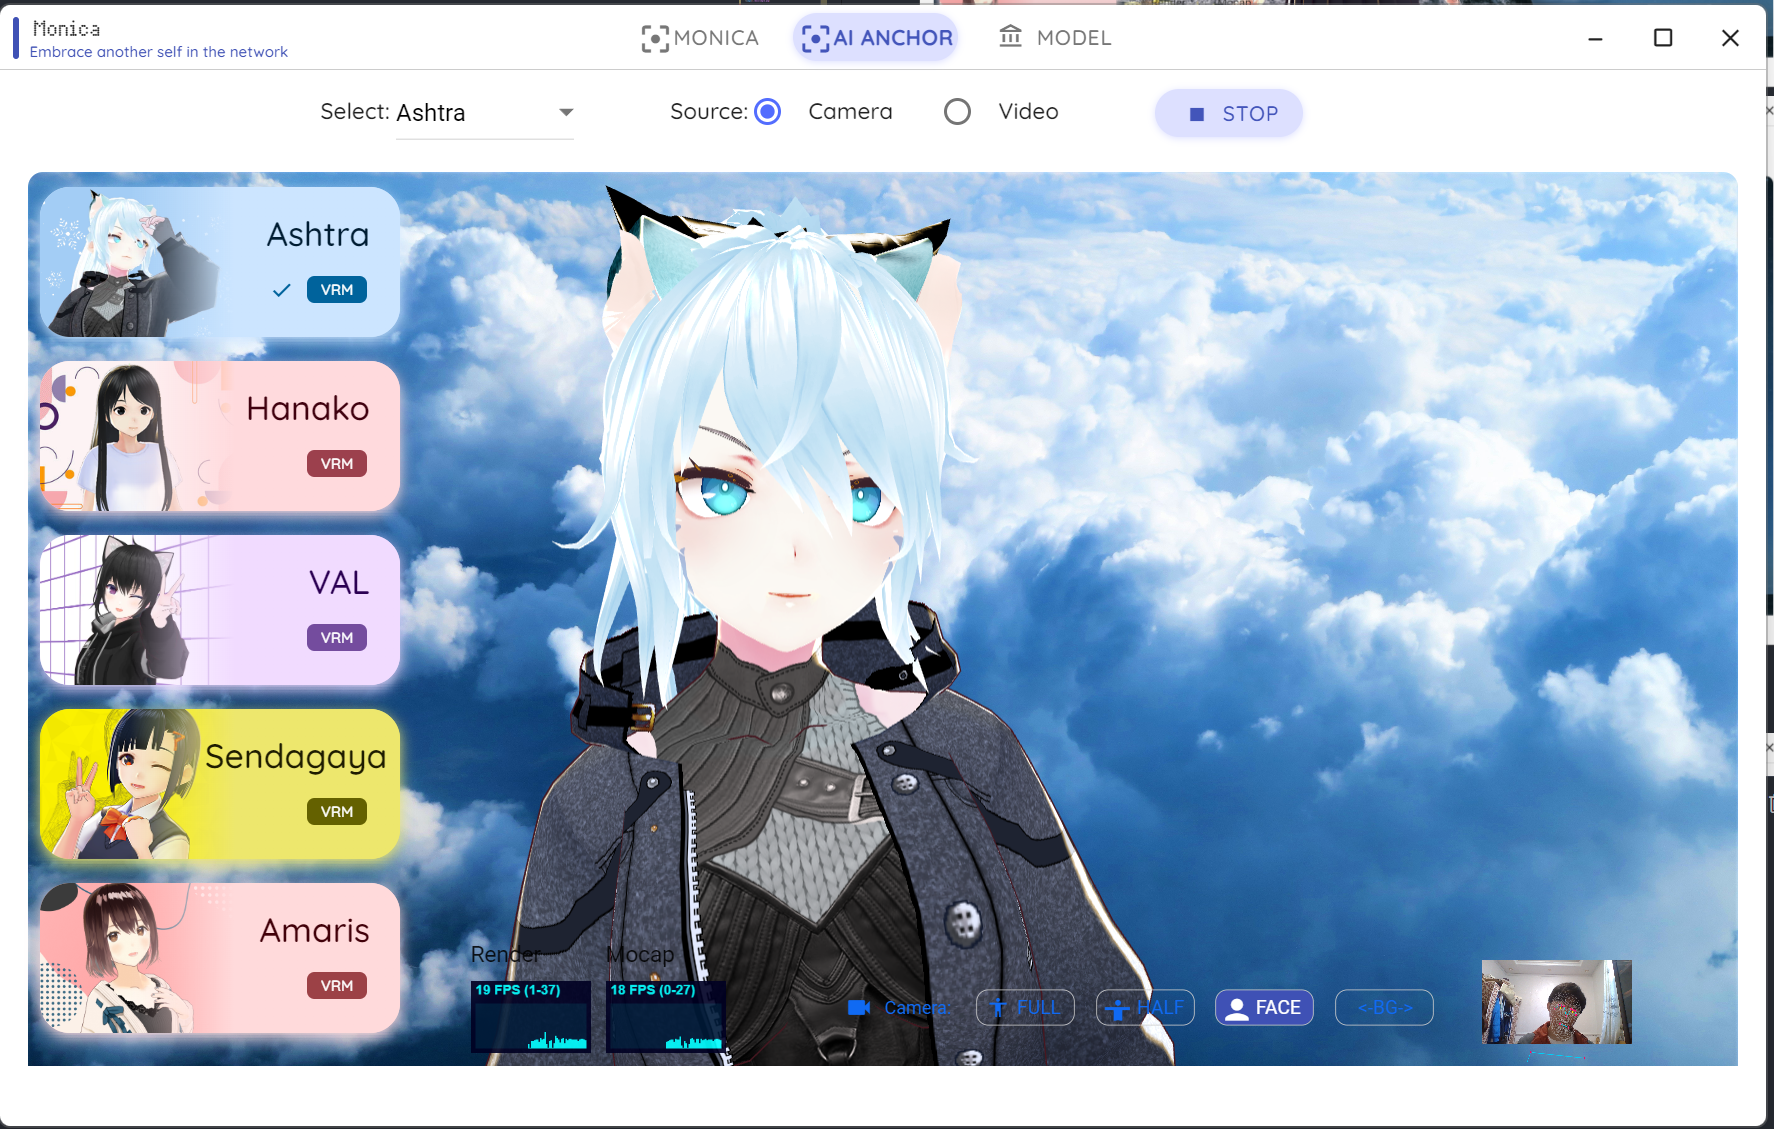 Monica
Embrace another self in the network
MONICA
AI ANCHOR
MODEL
Select: Ashtra
Source: Camera Video
STOP
Ashtra
VRM
Hanako
VRM
VAL
VRM
Sendagaya
VRM
Amaris
VRM
Render
Mocap
19 FPS (1-37)
18 FPS (0-27)
Camera
FULL
HALF
FACE
<-BG->